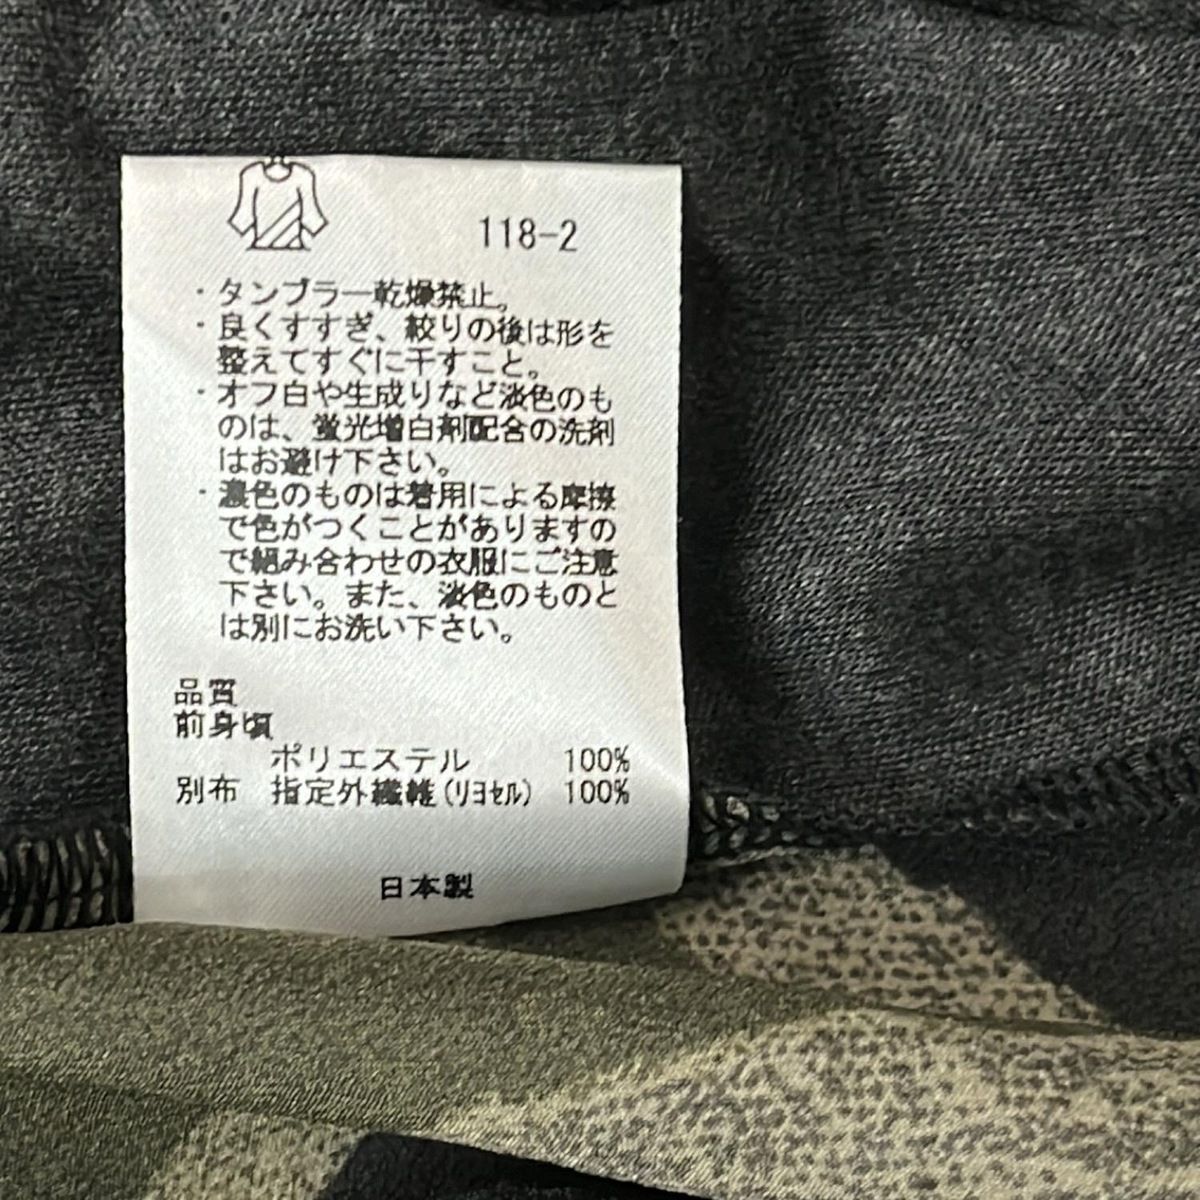 118-2
・タンブラー乾燥禁止。
・良くすすぎ、絞りの後は形を
整えてすぐに干すこと。
・オフ白や生成りなど淡色のも
のは、蛍光増白剤配合の洗剤
はお避け下さい。
・濃色のものは着用による摩擦
で色がつくことがありますの
で組み合わせの衣服にご注意
下さい。また、淡色のものと
は別にお洗い下さい。
品質
前身頃
ポリエステル 100%
別布 指定外繊維(リヨセル) 100%
日本製